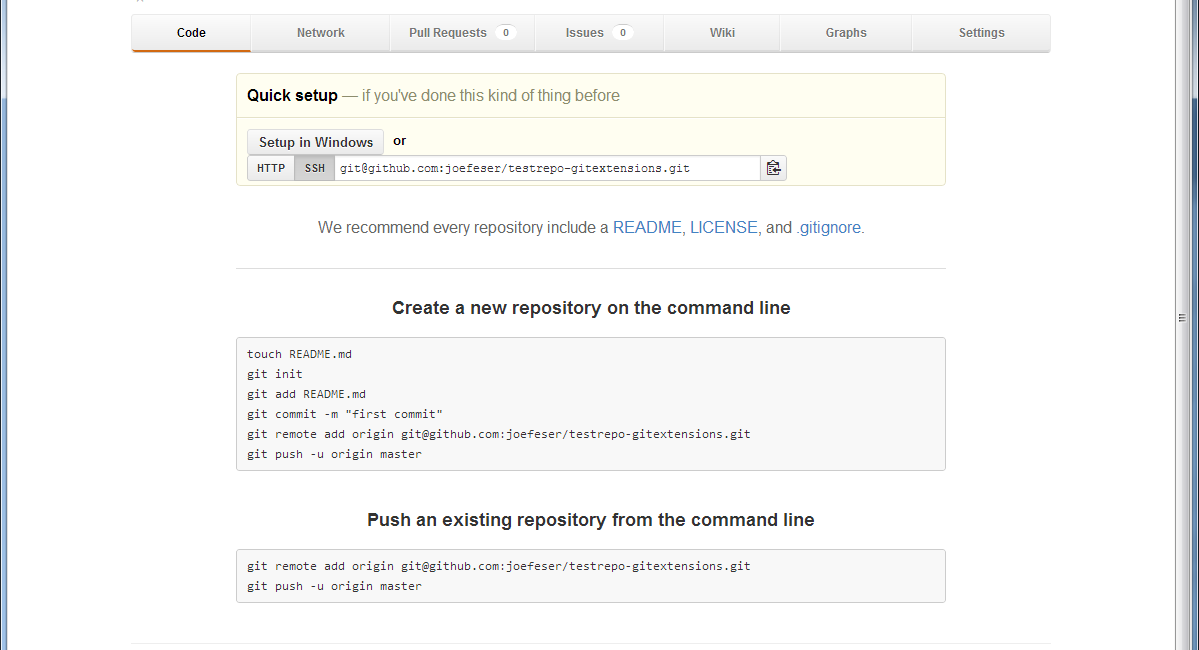 Code Network Pull Requests 0 Issues 0 Wiki Graphs Settings
Quick setup — if you've done this kind of thing before
Setup in Windows or
HTTP SSH git@github.com:joefeser/testrepo-gitextensions.git
We recommend every repository include a README, LICENSE, and .gitignore.
Create a new repository on the command line
touch README.md
git init
git add README.md
git commit -m "first commit"
git remote add origin git@github.com:joefeser/testrepo-gitextensions.git
git push -u origin master
Push an existing repository from the command line
git remote add origin git@github.com:joefeser/testrepo-gitextensions.git
git push -u origin master